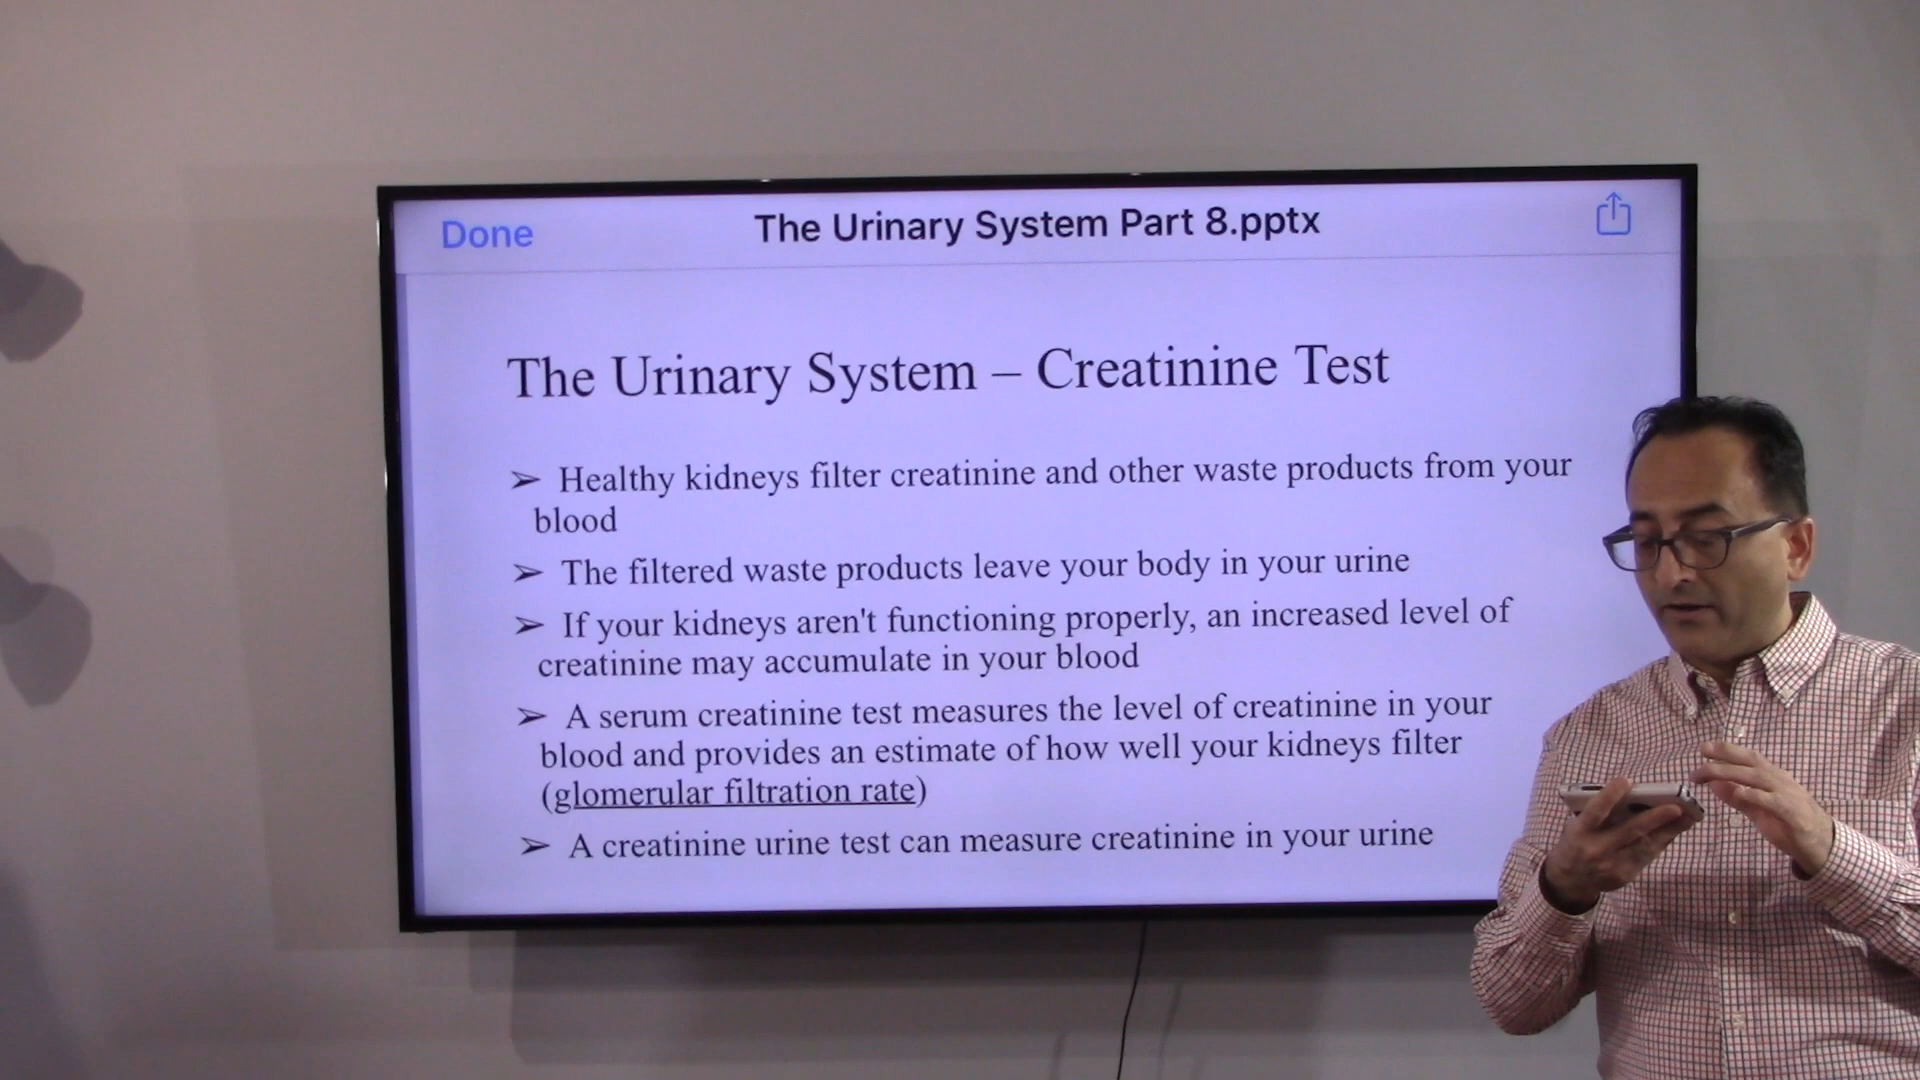 Done
The Urinary System Part 8.pptx
The Urinary System – Creatinine Test
➢ Healthy kidneys filter creatinine and other waste products from your
blood
➢ The filtered waste products leave your body in your urine
➢ If your kidneys aren't functioning properly, an increased level of
creatinine may accumulate in your blood
➢ A serum creatinine test measures the level of creatinine in your
blood and provides an estimate of how well your kidneys filter
(glomerular filtration rate)
➢ A creatinine urine test can measure creatinine in your urine